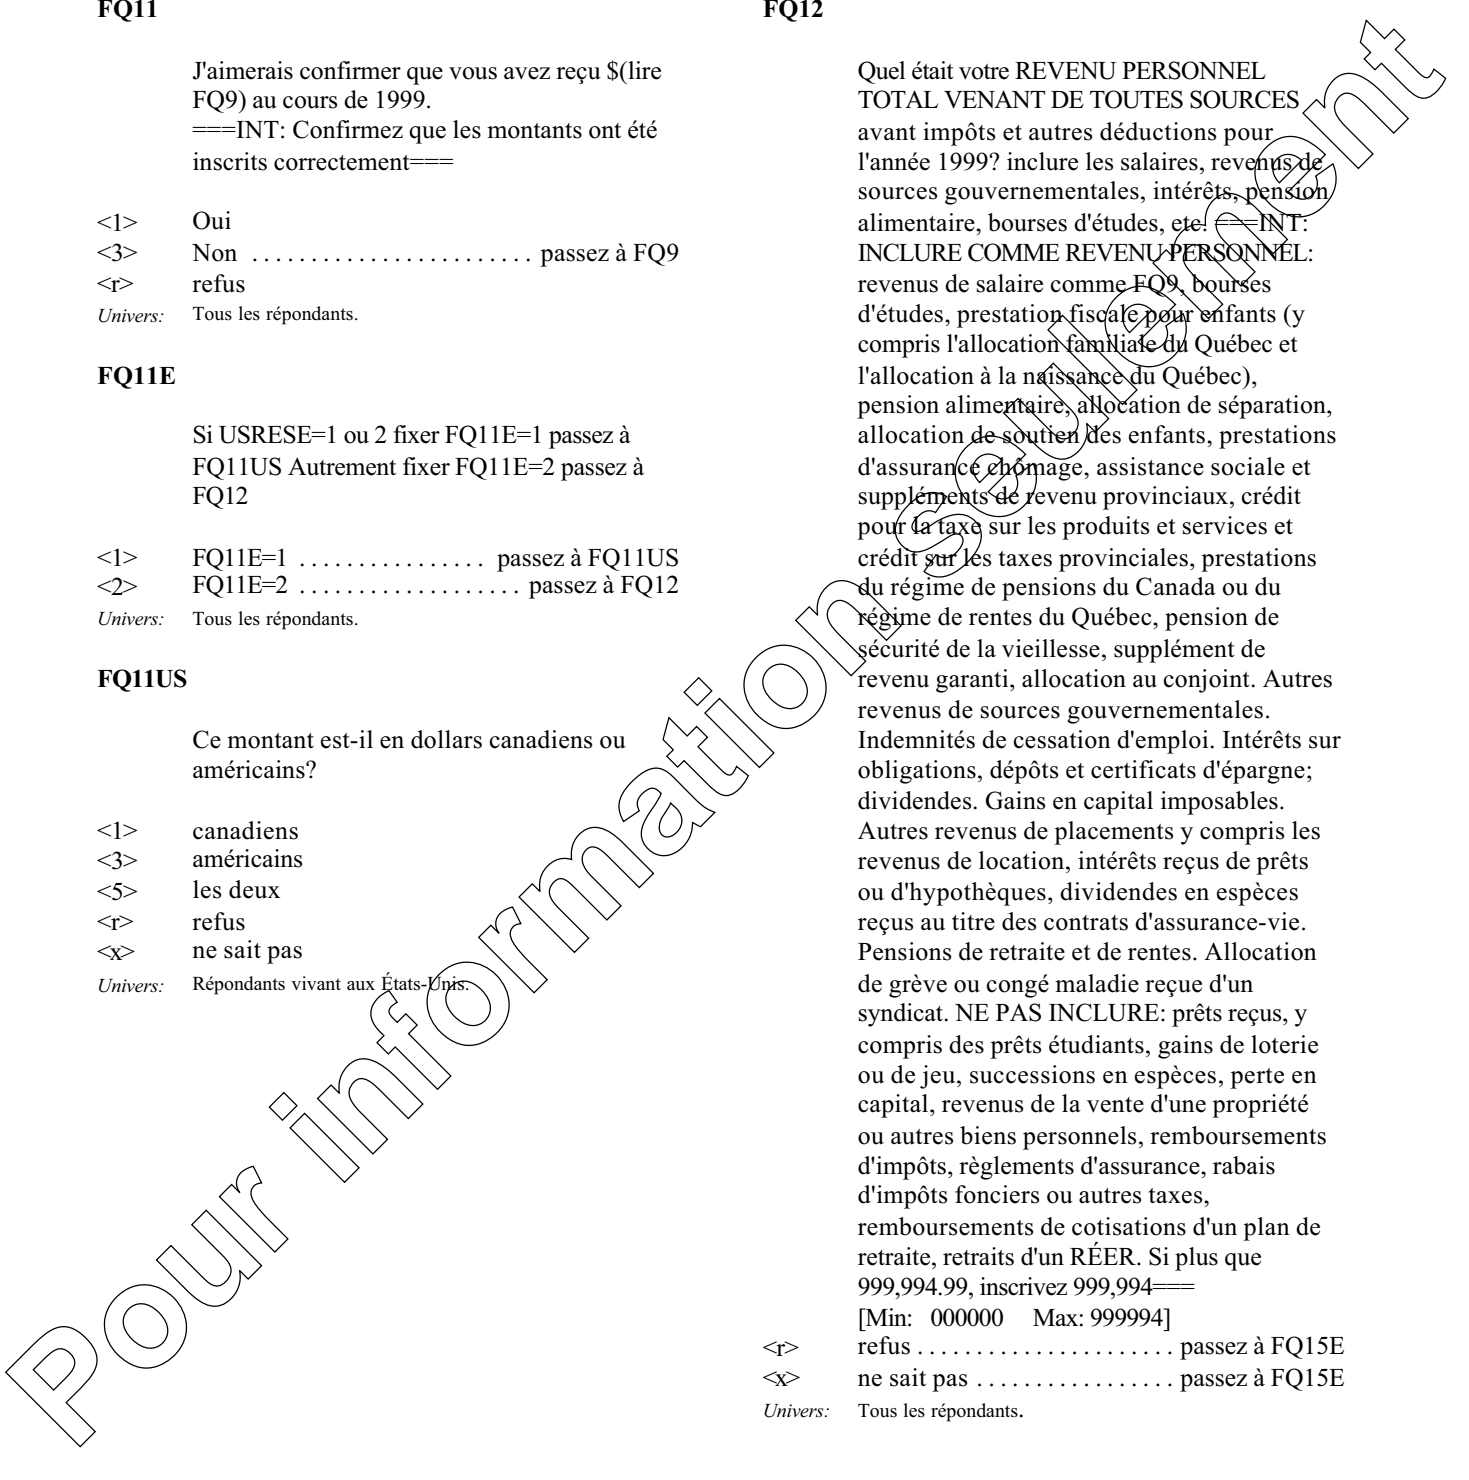 FQ11
J'aimerais confirmer que vous avez reçu $(lire
FQ9) au cours de 1999.
===INT: Confirmez que les montants ont été
inscrits correctement===
<1> Oui
<3> Non ........................ passez à FQ9
<r> refus
Univers: Tous les répondants.
FQ11E
Si USRESE=1 ou 2 fixer FQ11E=1 passez à
FQ11US Autrement fixer FQ11E=2 passez à
FQ12
<1> FQ11E=1 ................ passez à FQ11US
<2> FQ11E=2 ................... passez à FQ12
Univers: Tous les répondants.
FQ11US
Ce montant est-il en dollars canadiens ou
américains?
<1> canadiens
<3> américains
<5> les deux
<r> refus
<x> ne sait pas
Univers: Répondants vivant aux États-Unis.
FQ12
Quel était votre REVENU PERSONNEL
TOTAL VENANT DE TOUTES SOURCES
avant impôts et autres déductions pour
l'année 1999? inclure les salaires, revenus de
sources gouvernementales, intérêts, pension
alimentaire, bourses d'études, etc. ===INT:
INCLURE COMME REVENU PERSONNEL:
revenus de salaire comme FQ9, bourses
d'études, prestation fiscale pour enfants (y
compris l'allocation familiale du Québec et
l'allocation à la naissance du Québec),
pension alimentaire, allocation de séparation,
allocation de soutien des enfants, prestations
d'assurance chômage, assistance sociale et
suppléments de revenu provinciaux, crédit
pour la taxe sur les produits et services et
crédit sur les taxes provinciales, prestations
du régime de pensions du Canada ou du
régime de rentes du Québec, pension de
sécurité de la vieillesse, supplément de
revenu garanti, allocation au conjoint. Autres
revenus de sources gouvernementales.
Indemnités de cessation d'emploi. Intérêts sur
obligations, dépôts et certificats d'épargne;
dividendes. Gains en capital imposables.
Autres revenus de placements y compris les
revenus de location, intérêts reçus de prêts
ou d'hypothèques, dividendes en espèces
reçus au titre des contrats d'assurance-vie.
Pensions de retraite et de rentes. Allocation
de grève ou congé maladie reçue d'un
syndicat. NE PAS INCLURE: prêts reçus, y
compris des prêts étudiants, gains de loterie
ou de jeu, successions en espèces, perte en
capital, revenus de la vente d'une propriété
ou autres biens personnels, remboursements
d'impôt, règlements d'assurance, rabais
d'impôts fonciers ou autres taxes,
remboursements de cotisations d'un plan de
retraite, retraits d'un RÉER. Si plus que
999,994.99, inscrivez 999,994===
[Min: 000000 Max: 999994]
<r> refus ...................... passez à FQ15E
<x> ne sait pas ................. passez à FQ15E
Univers: Tous les répondants.
Pour information seulement